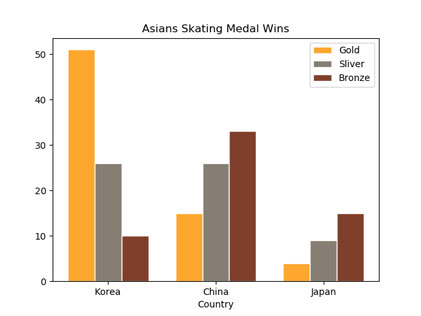 Asians Skating Medal Wins
Gold
Sliver
Bronze
50
40
30
20
10
0
Korea China Japan
Country